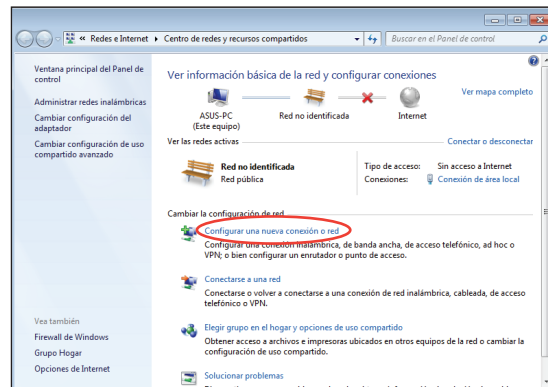 « Redes e Internet ▸ Centro de redes y recursos compartidos
Buscar en el Panel de control
Ventana principal del Panel de
control
Administrar redes inalámbricas
Cambiar configuración del
adaptador
Cambiar configuración de uso
compartido avanzado
Vea también
Firewall de Windows
Grupo Hogar
Opciones de Internet
Ver información básica de la red y configurar conexiones
Ver mapa completo
ASUS-PC
(Este equipo)
Red no identificada
Internet
Ver las redes activas
Conectar o desconectar
Red no identificada
Red pública
Tipo de acceso: Sin acceso a Internet
Conexiones: Conexión de área local
Cambiar la configuración de red
Configurar una nueva conexión o red
Configurar una conexión inalámbrica, de banda ancha, de acceso telefónico, ad hoc o
VPN; o bien configurar un enrutador o punto de acceso.
Conectarse a una red
Conectarse o volver a conectarse a una conexión de red inalámbrica, cableada, de acceso
telefónico o VPN.
Elegir grupo en el hogar y opciones de uso compartido
Obtener acceso a archivos e impresoras ubicados en otros equipos de la red o cambiar la
configuración de uso compartido.
Solucionar problemas